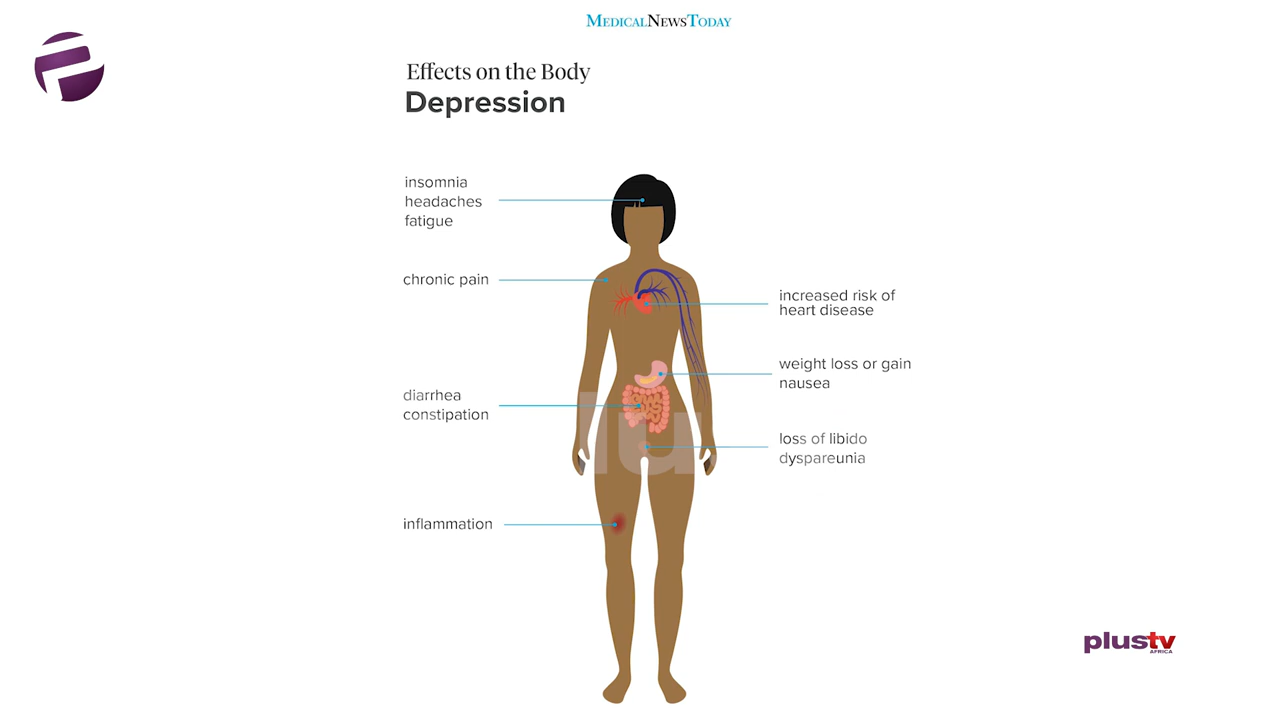 MEDICALNEWSTODAY
Effects on the Body
Depression
insomnia
headaches
fatigue
chronic pain
increased risk of
heart disease
weight loss or gain
nausea
diarrhea
constipation
loss of libido
dyspareunia
inflammation
lu
plustv
AFRICA